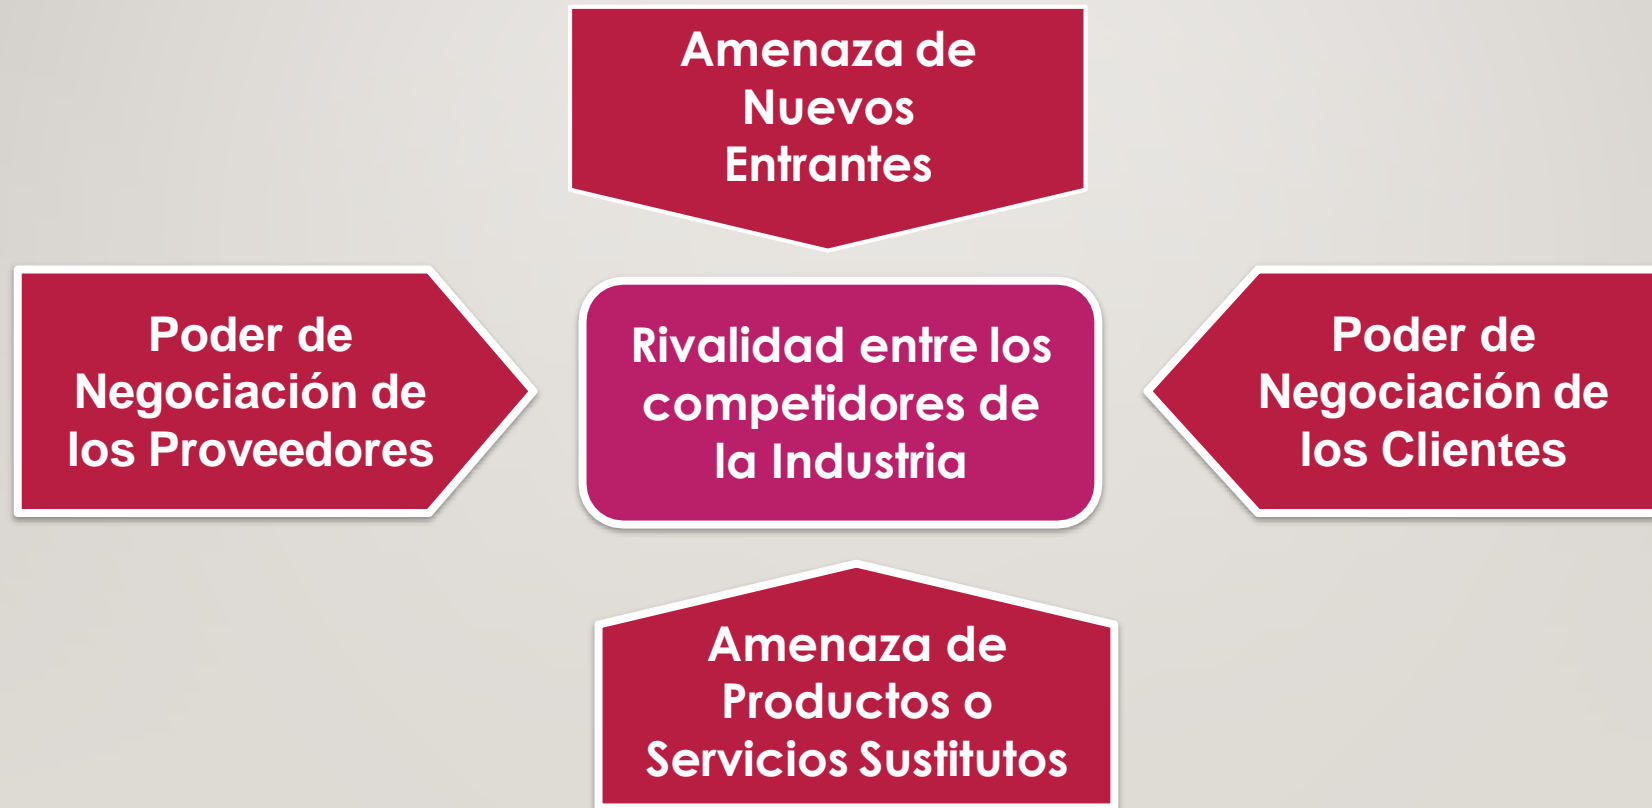 Amenaza de
Nuevos
Entrantes
Poder de
Negociación de
los Proveedores
Rivalidad entre los
competidores de
la Industria
Poder de
Negociación de
los Clientes
Amenaza de
Productos o
Servicios Sustitutos